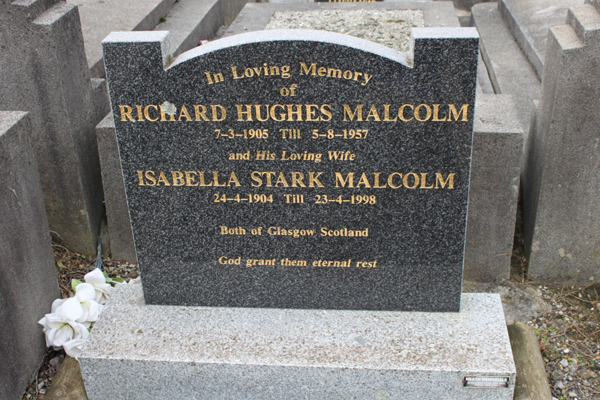 In Loving Memory
of
RICHARD HUGHES MALCOLM
7-3-1905 Till 5-8-1957
and His Loving Wife
ISABELLA STARK MALCOLM
24-4-1904 Till 23-4-1998
Both of Glasgow Scotland
God grant them eternal rest